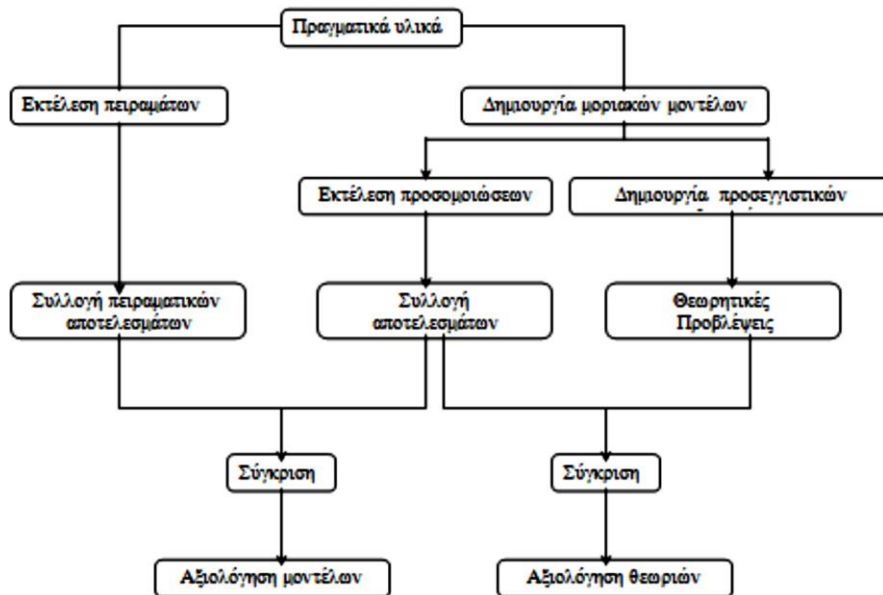 Πραγματικά υλικά
Εκτέλεση πειραμάτων
Δημιουργία μοριακών μοντέλων
Εκτέλεση προσομοιώσεων
Δημιουργία προσεγγιστικών
Συλλογή πειραματικών
αποτελεσμάτων
Συλλογή
αποτελεσμάτων
Θεωρητικές
Προβλέψεις
Σύγκριση
Σύγκριση
Αξιολόγηση μοντέλων
Αξιολόγηση θεωριών